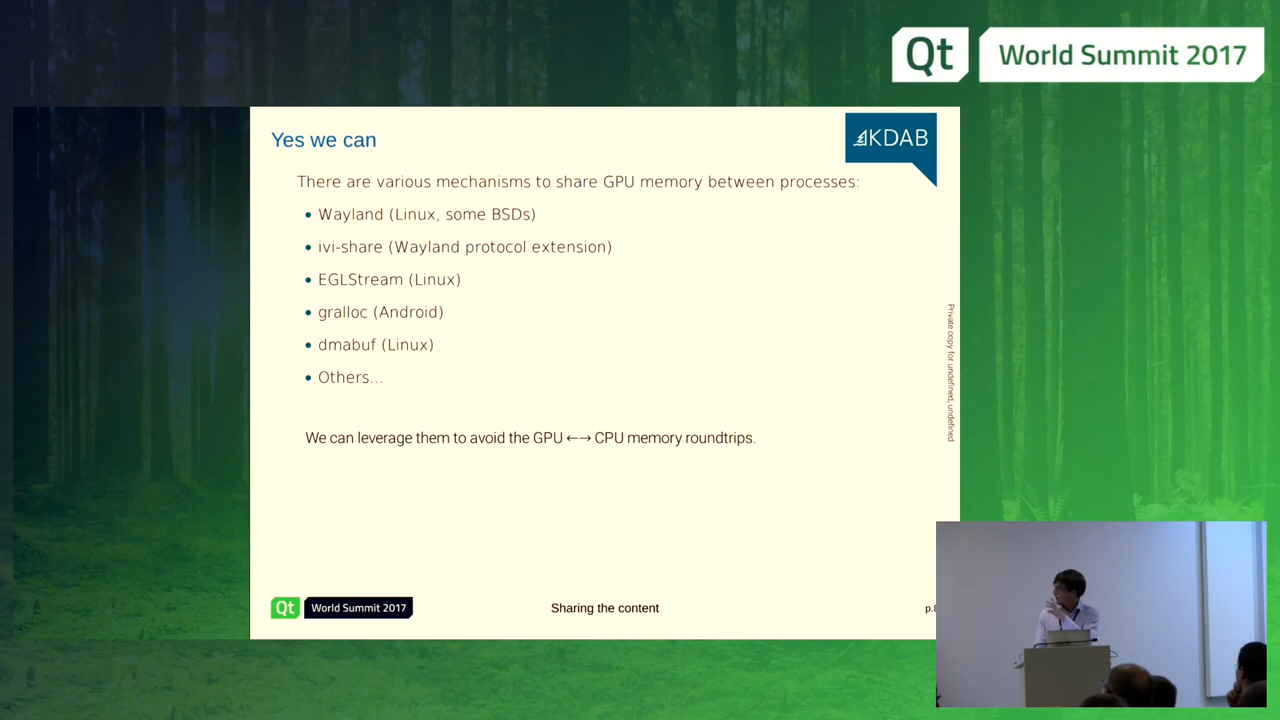 Qt World Summit 2017
Yes we can
KDAB
There are various mechanisms to share GPU memory between processes:
• Wayland (Linux, some BSDs)
• ivi-share (Wayland protocol extension)
• EGLStream (Linux)
• gralloc (Android)
• dmabuf (Linux)
• Others...
We can leverage them to avoid the GPU ←→ CPU memory roundtrips.
Private copy for undefined, undefined
Qt World Summit 2017
Sharing the content
p.8